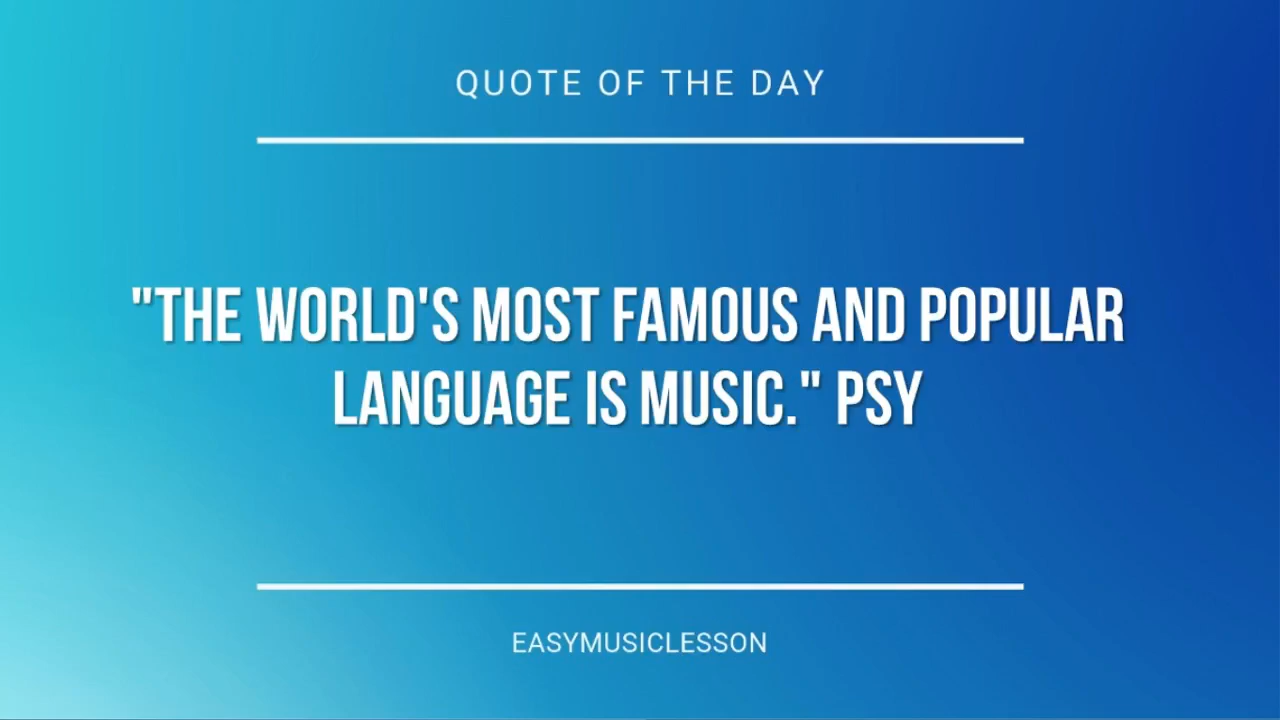 QUOTE OF THE DAY
"THE WORLD'S MOST FAMOUS AND POPULAR
LANGUAGE IS MUSIC." PSY
EASYMUSICLESSON